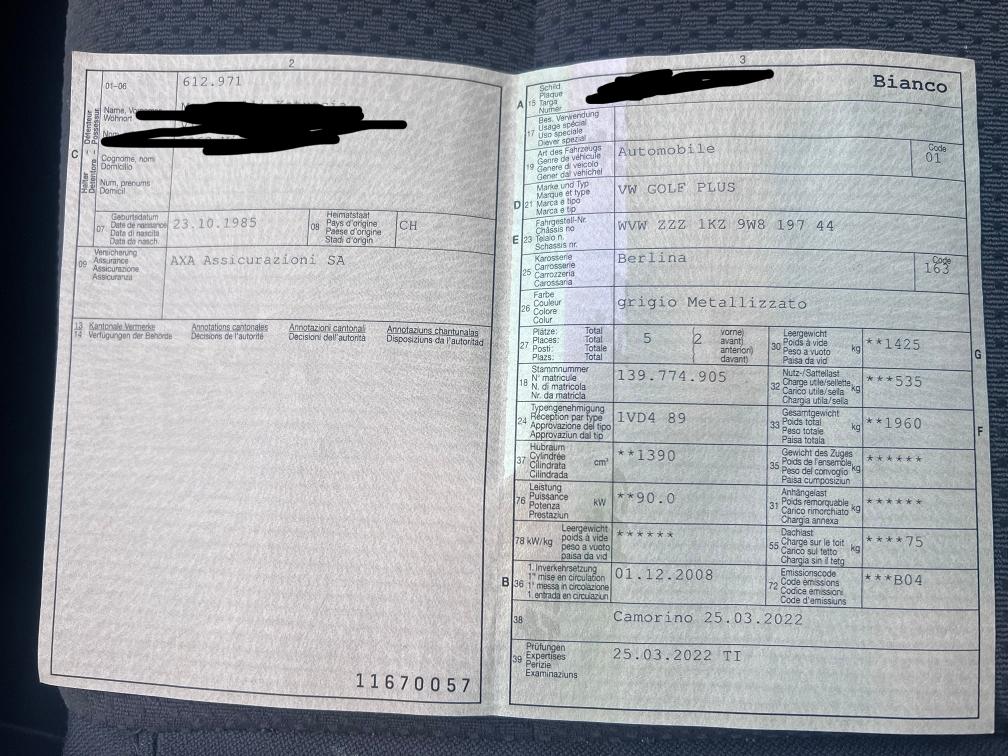 2
01-06
612.971
Name,
Wohnort
Détenteur - Possessur
Halter
Detentore
C
Cognome, nomi
Domicilio
Num, prenums
Domicil
07
Geburtsdatum
Date de naissance
Data di nascita
Data da nasch.
23.10.1985
08
Heimatstaat
Pays d'origine
Paese d'origine
Stadi d'origin
CH
09
Versicherung
Assurance
Assicurazione
Assicuranza
AXA Assicurazioni SA
13
14
Kantonale Vermerke
Verfügungen der Behörde
Annotations cantonales
Décisions de l'autorité
Annotazioni cantonali
Decisioni dell'autorità
Annotaziuns chantunalas
Disposiziuns da l'autoritad
11670057
3
A
15
Schild
Plaque
Targa
Numer
Bianco
17
Bes. Verwendung
Usage spécial
Uso speciale
Diever spezial
19
Art des Fahrzeugs
Genre de véhicule
Genere di veicolo
Gener dal vehichel
Automobile
Code
01
D
21
Marke und Typ
Marque et type
Marca e tipo
Marca e tip
VW GOLF PLUS
E
23
Fahrgestell-Nr.
Châssis no
Telaio n.
Schassis nr.
WVW ZZZ 1KZ 9W8 197 44
25
Karosserie
Carrosserie
Carrozzeria
Carossaria
Berlina
Code
163
26
Farbe
Couleur
Colore
Colur
grigio Metallizzato
27
Plätze: Total
Places: Total
Posti: Totale
Plazs: Total
5
2
vorne)
avant)
anteriori)
davant)
30
Leergewicht
Poids à vide
Peso a vuoto
Paisa da vid
kg
**1425
G
18
Stammnummer
N° matricule
N. di matricola
Nr. da matricla
139.774.905
32
Nutz-/Sattellast
Charge utile/sellette
Carico utile/sella
Chargia utila/sella
kg
***535
24
Typengenehmigung
Réception par type
Approvazione del tipo
Approvaziun dal tip
1VD4 89
33
Gesamtgewicht
Poids total
Peso totale
Paisa totala
kg
**1960
F
37
Hubraum
Cylindrée
Cilindrata
Cilindrada
cm³
**1390
35
Gewicht des Zuges
Poids de l'ensemble
Peso del convoglio
Paisa cumposiziun
kg
******
76
Leistung
Puissance
Potenza
Prestaziun
kW
**90.0
31
Anhängelast
Poids remorquable
Carico rimorchiato
Chargia annexa
kg
******
78 kW/kg
Leergewicht
poids à vide
peso a vuoto
paisa da vid
******
55
Dachlast
Charge sur le toit
Carico sul tetto
Chargia sin il tetg
kg
****75
B
36
1. Inverkehrsetzung
1re mise en circulation
1a messa in circolazione
1. entrada en circulaziun
01.12.2008
72
Emissionscode
Code émissions
Codice emissioni
Code d'emissiuns
***B04
38
Camorino 25.03.2022
39
Prüfungen
Expertises
Perizie
Examinaziuns
25.03.2022 TI